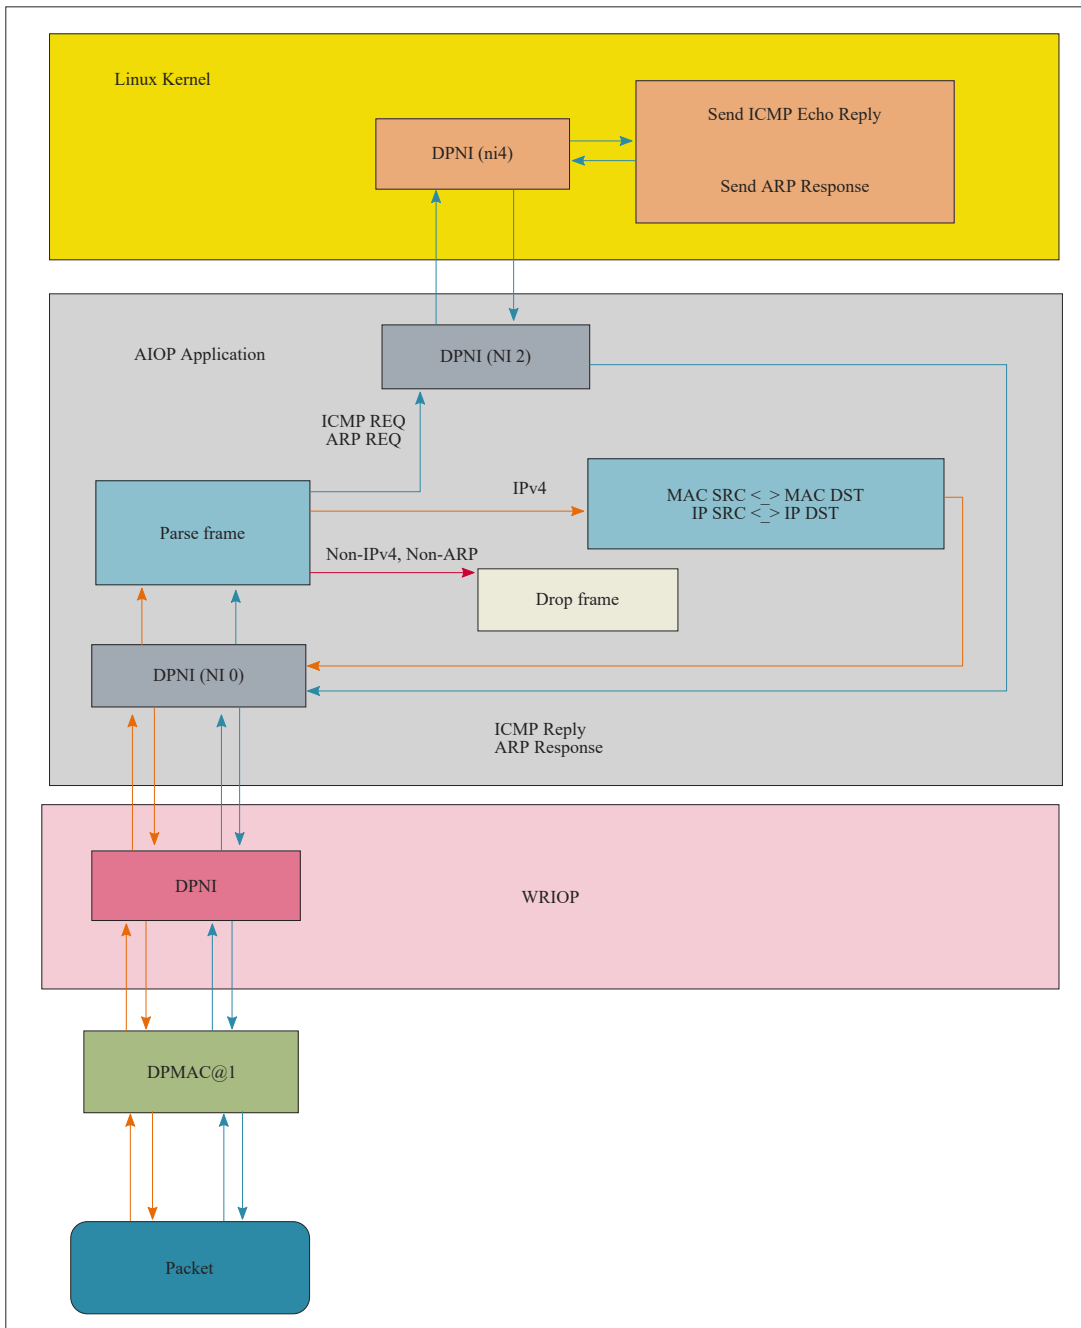 Linux Kernel
Send ICMP Echo Reply
DPNI (ni4)
Send ARP Response
AIOP Application
DPNI (NI 2)
ICMP REQ
ARP REQ
IPv4
MAC SRC <_> MAC DST
IP SRC <_> IP DST
Parse frame
Non-IPv4, Non-ARP
Drop frame
DPNI (NI 0)
ICMP Reply
ARP Response
DPNI
WRIOP
DPMAC@1
Packet